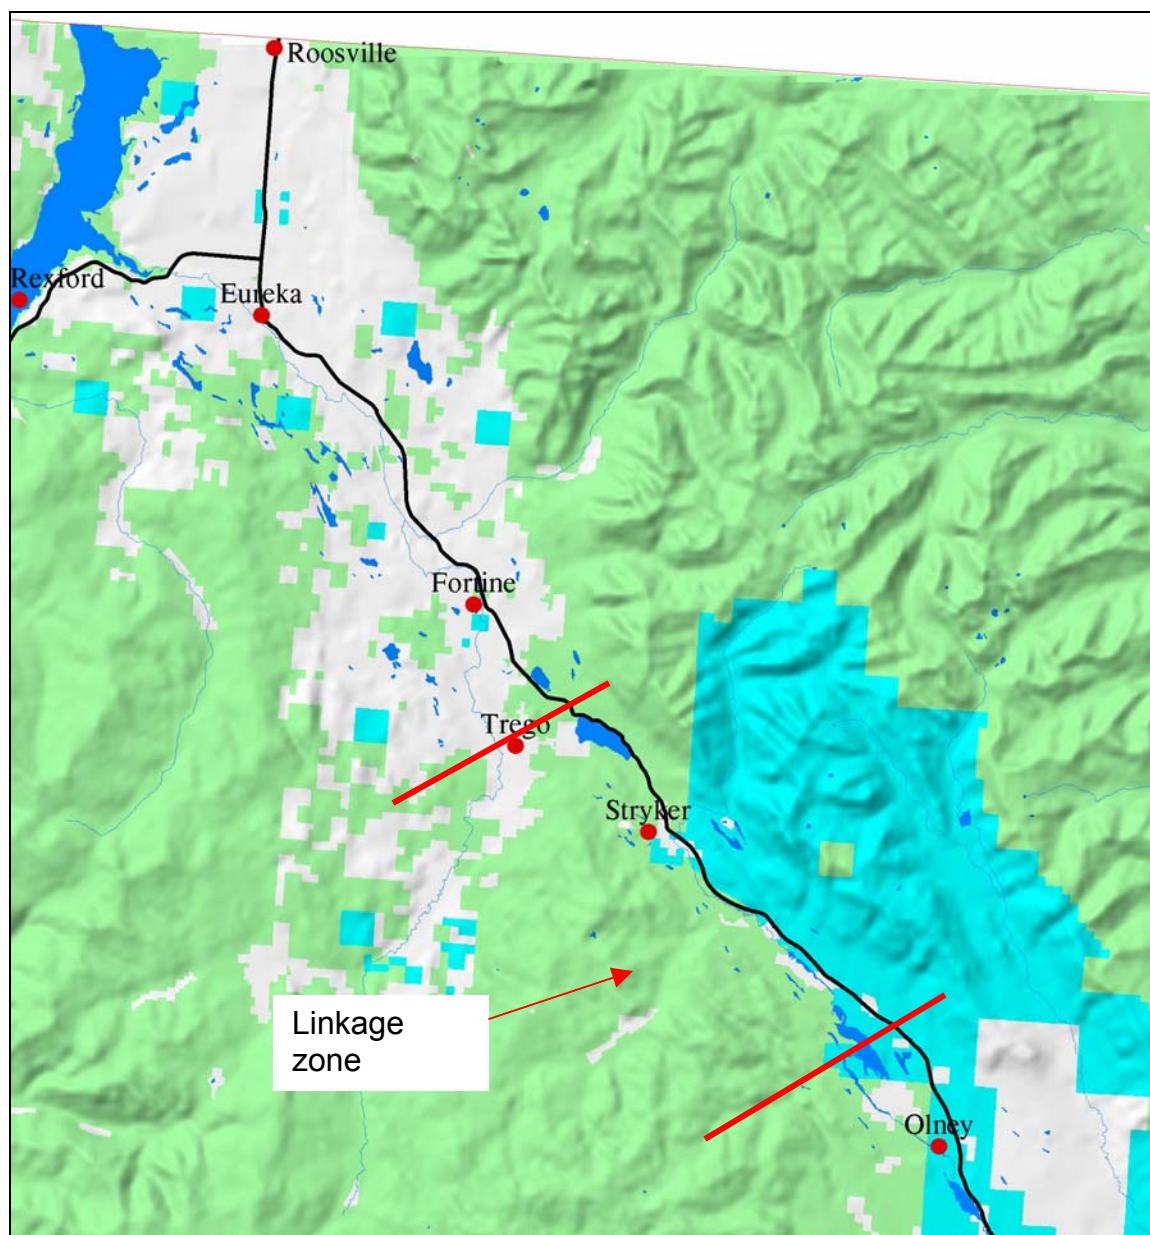 Roosville
Rexford
Eureka
Fortine
Trego
Stryker
Linkage
zone
Olney